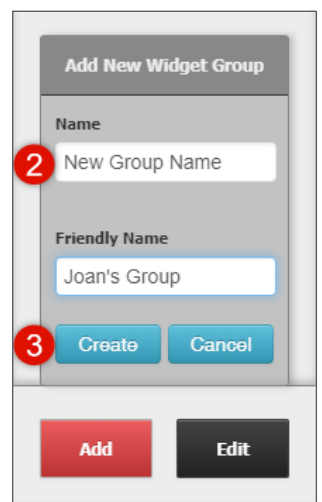 Add New Widget Group
Name
2 New Group Name
Friendly Name
Joan's Group
3 Create Cancel
Add Edit